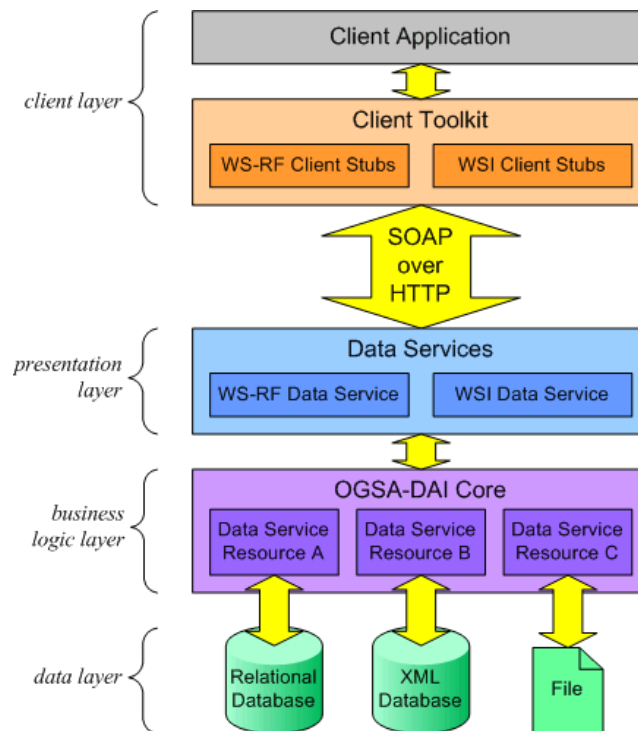 Client Application
client layer
Client Toolkit
WS-RF Client Stubs
WSI Client Stubs
SOAP
over
HTTP
Data Services
presentation
layer
WS-RF Data Service
WSI Data Service
OGSA-DAI Core
business
logic layer
Data Service
Resource A
Data Service
Resource B
Data Service
Resource C
data layer
Relational
Database
XML
Database
File